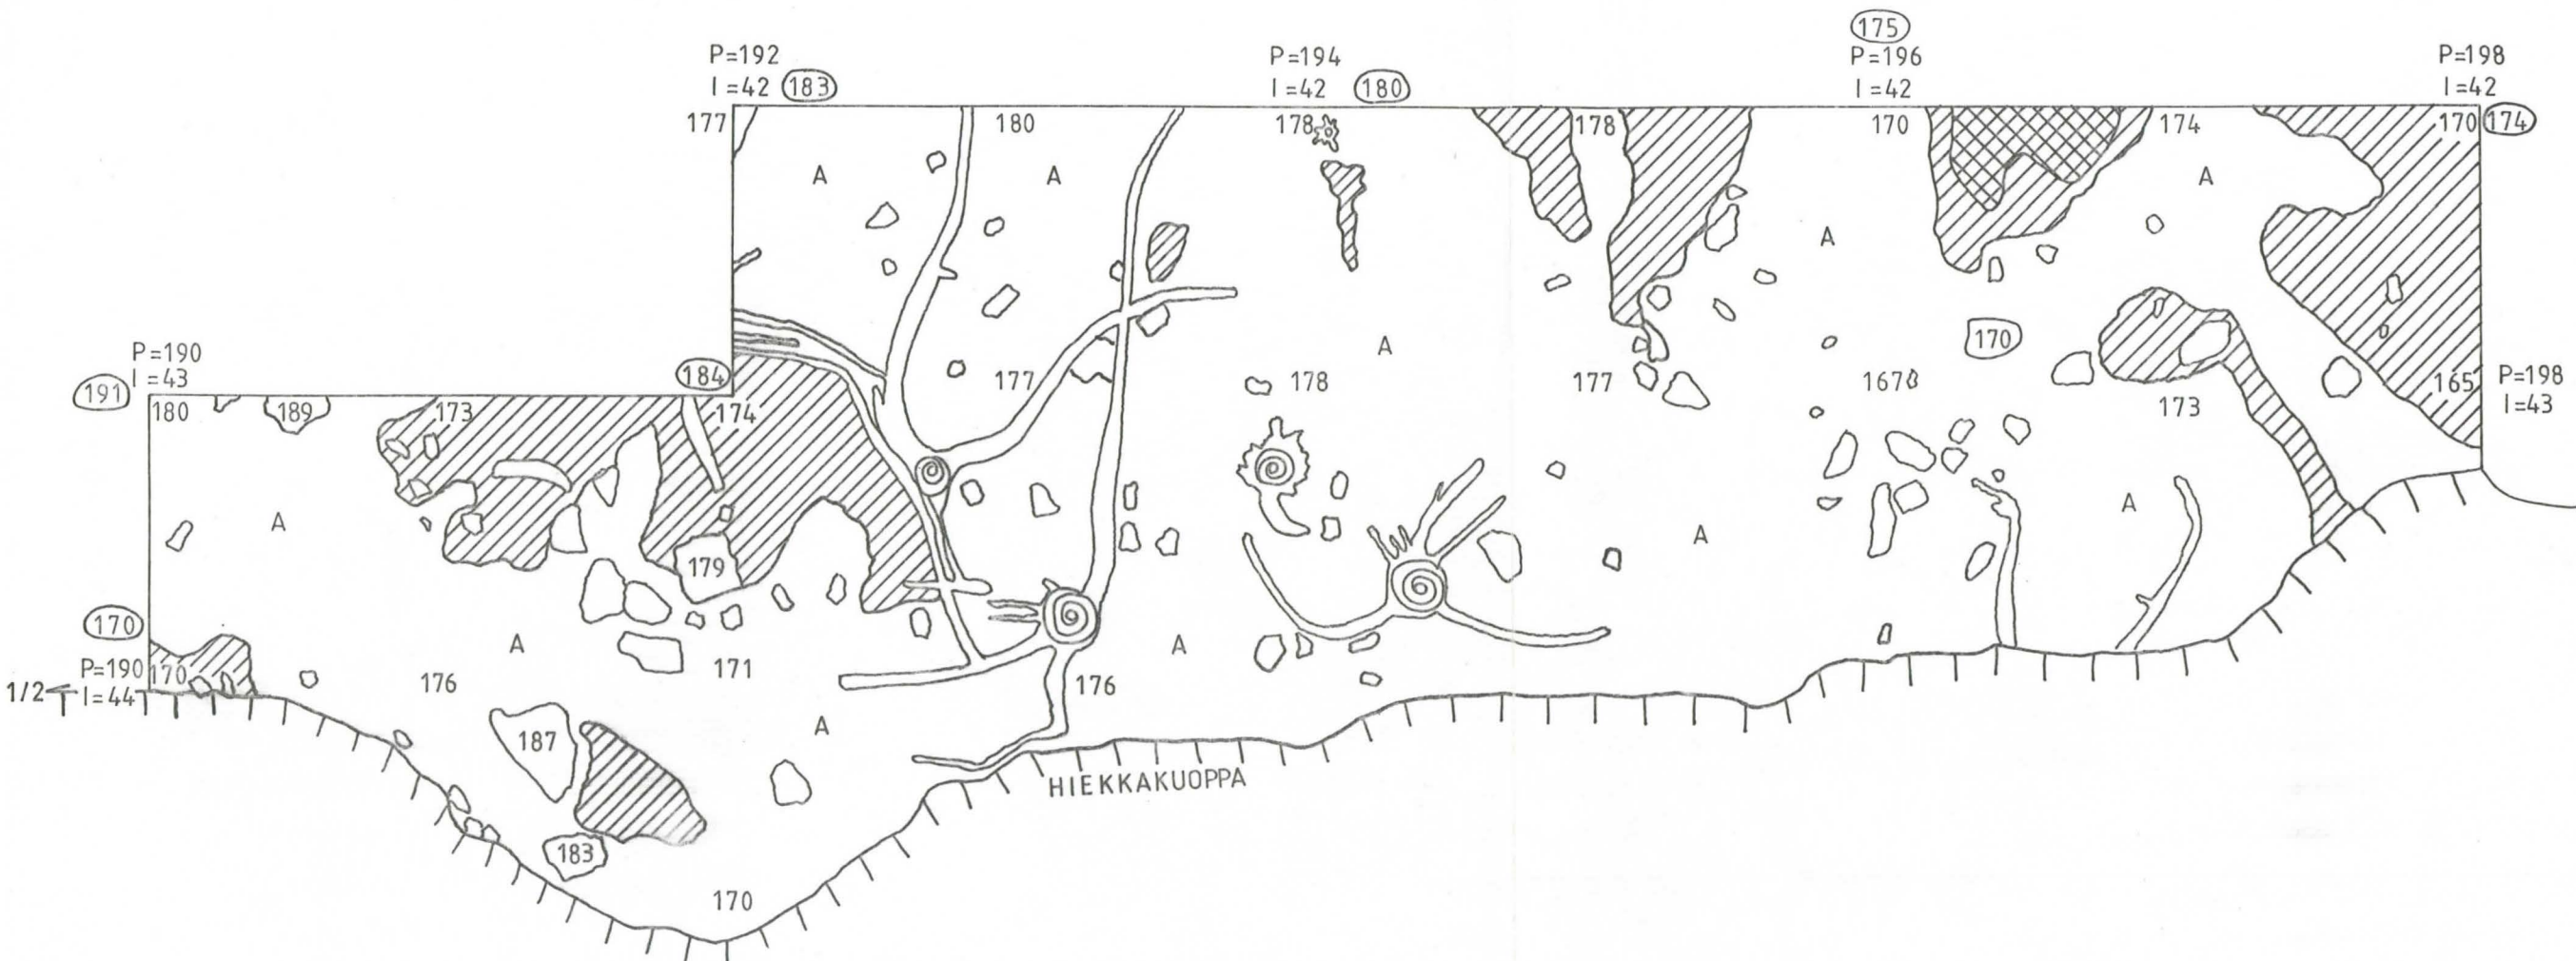 175
P=192
P=194
P=196
P=198
I=42 183
I=42 180
I=42
I=42
177
180
178
178
170
174
170 174
A
A
A
A
A
A
170
P=190
I=43
191
184
177
178
177
167
165
P=198
I=43
180
189
173
174
173
A
A
A
179
170
A
A
P=190
I=44
170
1/2
176
171
176
A
187
HIEKKAKUOPPA
183
170